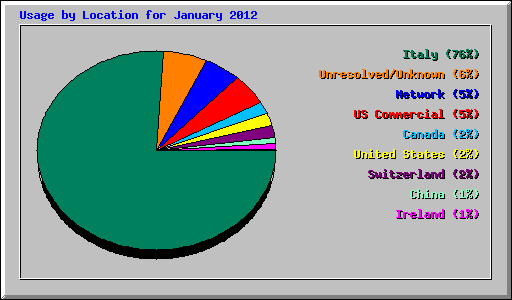 Usage by Location for January 2012
Italy (76%)
Unresolved/Unknown (6%)
Network (5%)
US Commercial (5%)
Canada (2%)
United States (2%)
Switzerland (2%)
China (1%)
Ireland (1%)